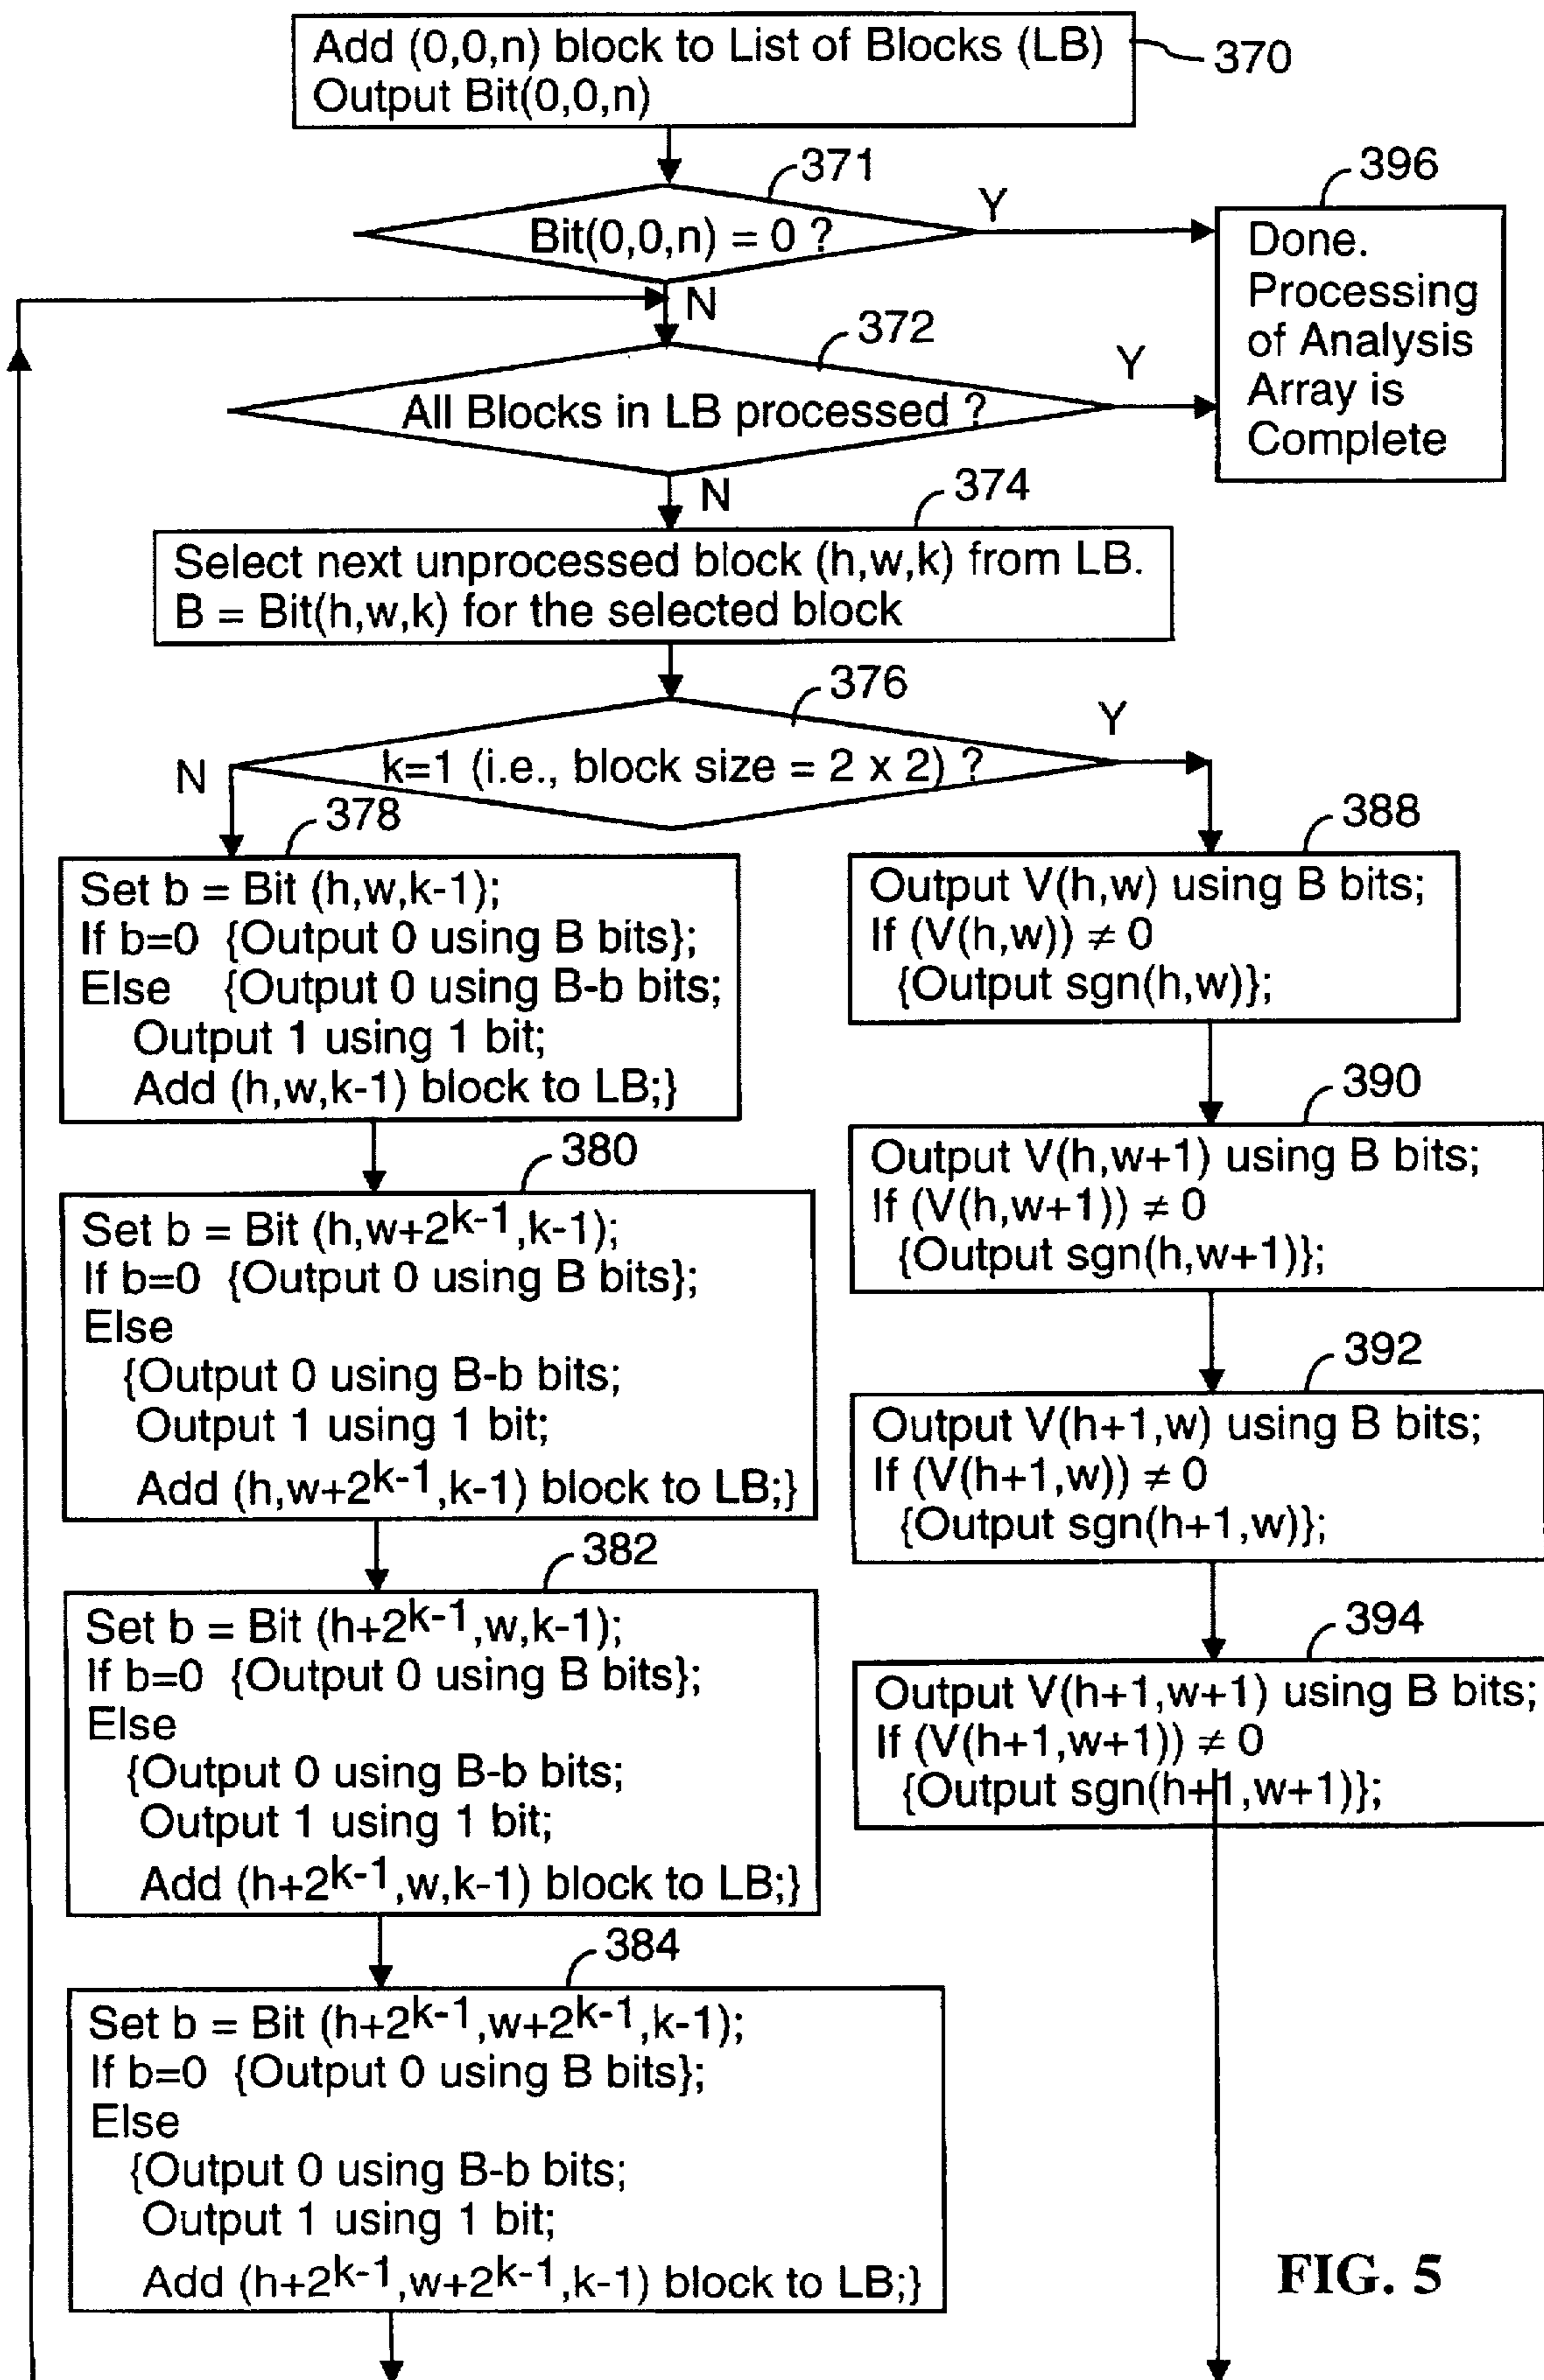 Add (0,0,n) block to List of Blocks (LB)
Output Bit(0,0,n)
370
371
Bit(0,0,n) = 0 ?
Y
N
396
Done.
Processing
of Analysis
Array is
Complete
372
All Blocks in LB processed ?
Y
N
374
Select next unprocessed block (h,w,k) from LB.
B = Bit(h,w,k) for the selected block
376
k=1 (i.e., block size = 2 x 2) ?
N
Y
378
Set b = Bit (h,w,k-1);
If b=0 {Output 0 using B bits};
Else {Output 0 using B-b bits;
Output 1 using 1 bit;
Add (h,w,k-1) block to LB;}
380
Set b = Bit (h,w+2^k-1,k-1);
If b=0 {Output 0 using B bits};
Else
{Output 0 using B-b bits;
Output 1 using 1 bit;
Add (h,w+2^k-1,k-1) block to LB;}
382
Set b = Bit (h+2^k-1,w,k-1);
If b=0 {Output 0 using B bits};
Else
{Output 0 using B-b bits;
Output 1 using 1 bit;
Add (h+2^k-1,w,k-1) block to LB;}
384
Set b = Bit (h+2^k-1,w+2^k-1,k-1);
If b=0 {Output 0 using B bits};
Else
{Output 0 using B-b bits;
Output 1 using 1 bit;
Add (h+2^k-1,w+2^k-1,k-1) block to LB;}
388
Output V(h,w) using B bits;
If (V(h,w)) ≠ 0
{Output sgn(h,w)};
390
Output V(h,w+1) using B bits;
If (V(h,w+1)) ≠ 0
{Output sgn(h,w+1)};
392
Output V(h+1,w) using B bits;
If (V(h+1,w)) ≠ 0
{Output sgn(h+1,w)};
394
Output V(h+1,w+1) using B bits;
If (V(h+1,w+1)) ≠ 0
{Output sgn(h+1,w+1)};
FIG. 5